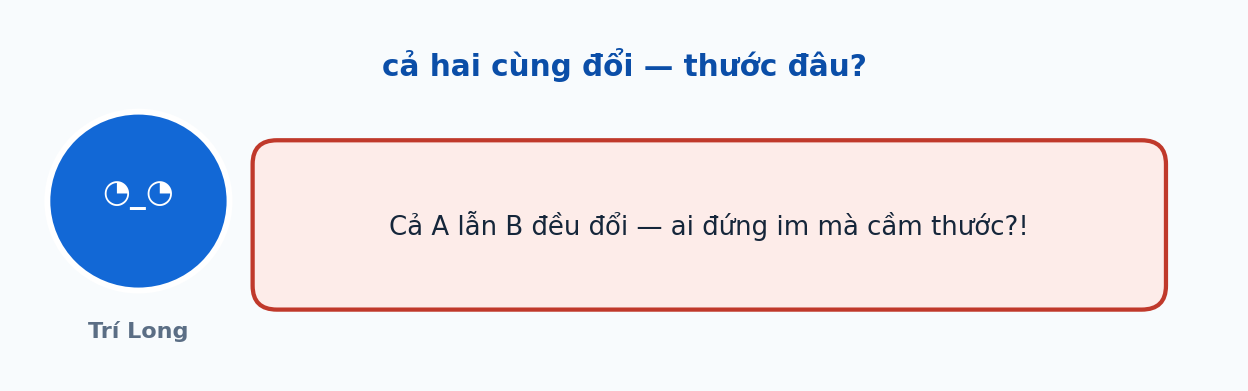 cả hai cùng đổi — thước đâu?
◔_◔
Cả A lẫn B đều đổi — ai đứng im mà cầm thước?!
Trí Long